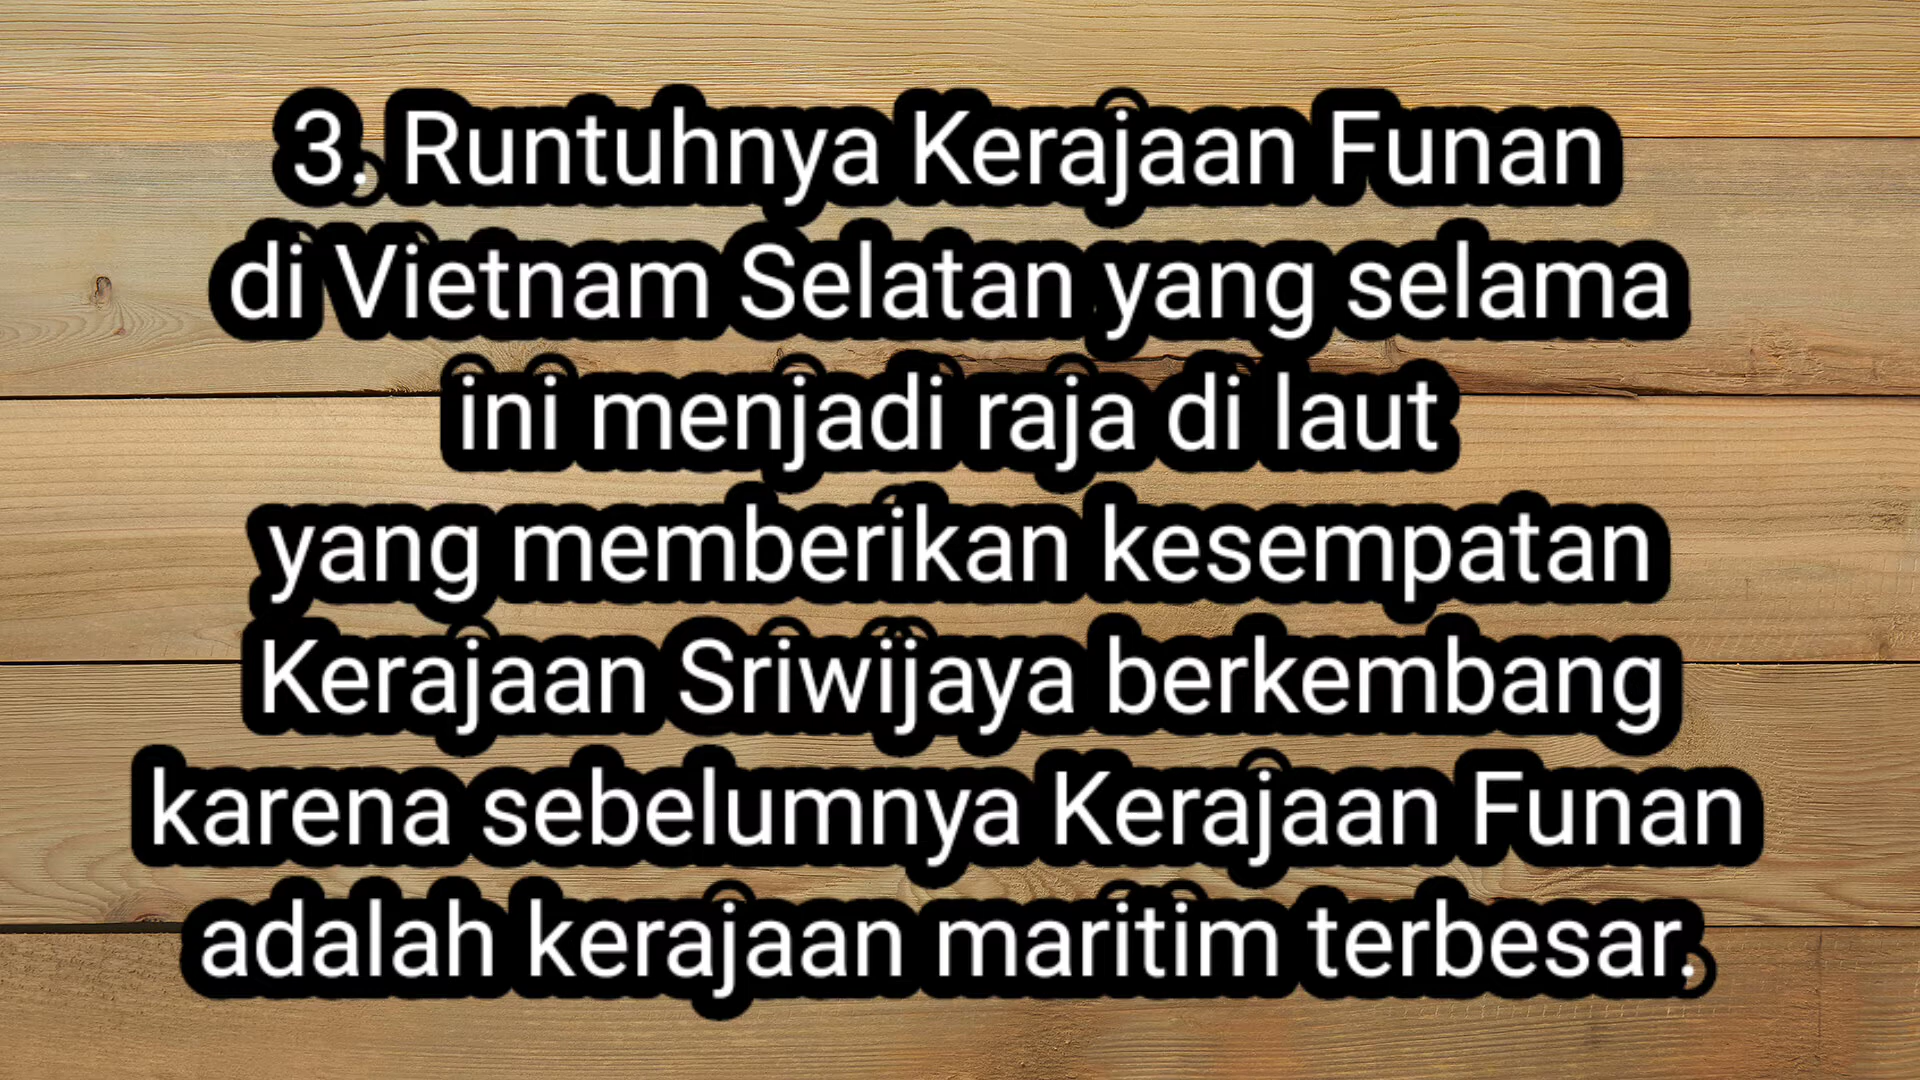 3. Runtuhnya Kerajaan Funan
di Vietnam Selatan yang selama
ini menjadi raja di laut
yang memberikan kesempatan
Kerajaan Sriwijaya berkembang
karena sebelumnya Kerajaan Funan
adalah kerajaan maritim terbesar.